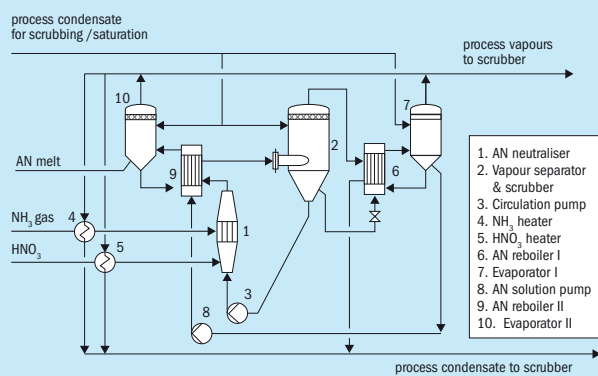 process condensate
for scrubbing /saturation
process vapours
to scrubber
10
7
2
AN melt
9
6
NH₃ gas
4
1
HNO₃
5
3
8
1. AN neutraliser
2. Vapour separator
& scrubber
3. Circulation pump
4. NH₃ heater
5. HNO₃ heater
6. AN reboiler I
7. Evaporator I
8. AN solution pump
9. AN reboiler II
10. Evaporator II
process condensate to scrubber